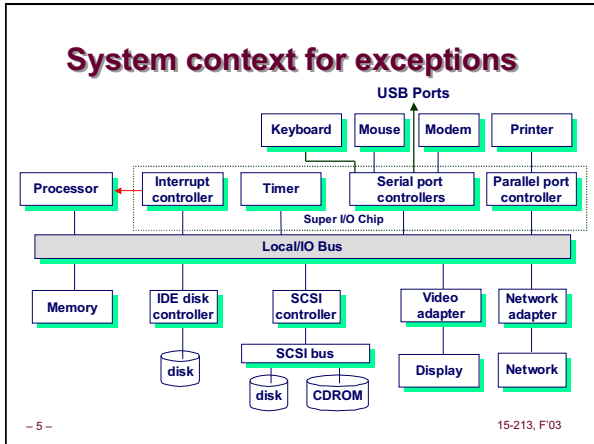 System context for exceptions
USB Ports
Keyboard
Mouse
Modem
Printer
Processor
Interrupt
controller
Timer
Serial port
controllers
Parallel port
controller
Super I/O Chip
Local/IO Bus
Memory
IDE disk
controller
SCSI
controller
Video
adapter
Network
adapter
disk
SCSI bus
disk
CDROM
Display
Network
– 5 –
15-213, F'03